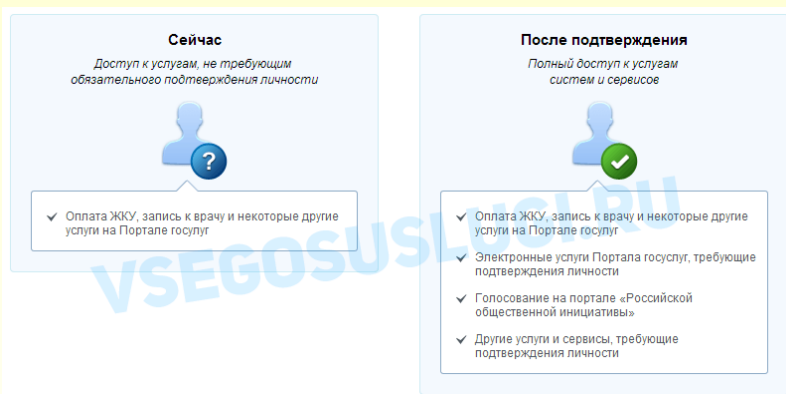 Сейчас
Доступ к услугам, не требующим
обязательного подтверждения личности
?
Оплата ЖКУ, запись к врачу и некоторые другие
услуги на Портале госулуг
После подтверждения
Полный доступ к услугам
систем и сервисов
Оплата ЖКУ, запись к врачу и некоторые другие
услуги на Портале госулуг
Электронные услуги Портала госуслуг, требующие
подтверждения личности
Голосование на портале «Российской
общественной инициативы»
Другие услуги и сервисы, требующие
подтверждения личности
VSEGOSUSLUGI.RU